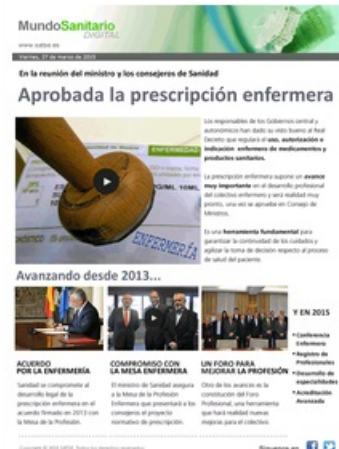 MundoSanitario
DIGITAL
www.satse.es
Viernes, 27 de marzo de 2015
En la reunión del ministro y los consejeros de Sanidad
Aprobada la prescripción enfermera
Los responsables de los Gobiernos central y
autonómicos han dado su visto bueno al Real
Decreto que regulará el uso, autorización e
indicación enfermera de medicamentos y
productos sanitarios.
La prescripción enfermera supone un avance
muy importante en el desarrollo profesional
del colectivo enfermero y será realidad muy
pronto, una vez se apruebe en Consejo de
Ministros.
Es una herramienta fundamental para
garantizar la continuidad de los cuidados y
agilizar la toma de decisión respecto al proceso
de salud del paciente.
ENFERMEDAD
ENFERMERÍA
Avanzando desde 2013...
ACUERDO
POR LA ENFERMERÍA
Sanidad se compromete al
desarrollo legal de la
prescripción enfermera en el
acuerdo firmado en 2013 con
la Mesa de la Profesión.
COMPROMISO CON
LA MESA ENFERMERA
El ministro de Sanidad asegura
a la Mesa de la Profesión
Enfermera que presentará a los
consejeros el proyecto
normativo de prescripción.
UN FORO PARA
MEJORAR LA PROFESIÓN
Otro de los avances es la
constitución del Foro
Profesional, una herramienta
que hará realidad nuevas
mejoras para el colectivo.
Y EN 2015
Conferencia
Enfermera
Registro de
Profesionales
Desarrollo de
especialidades
Acreditación
Avanzada
Síguenos en